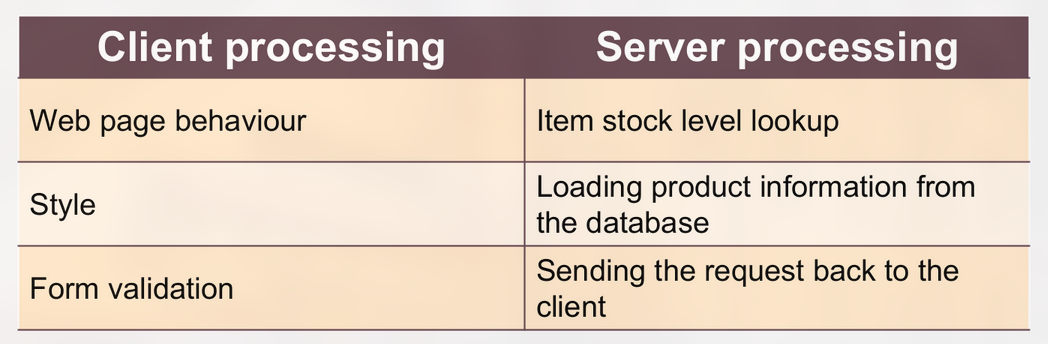 Client processing
Server processing
Web page behaviour
Item stock level lookup
Style
Loading product information from
the database
Form validation
Sending the request back to the
client